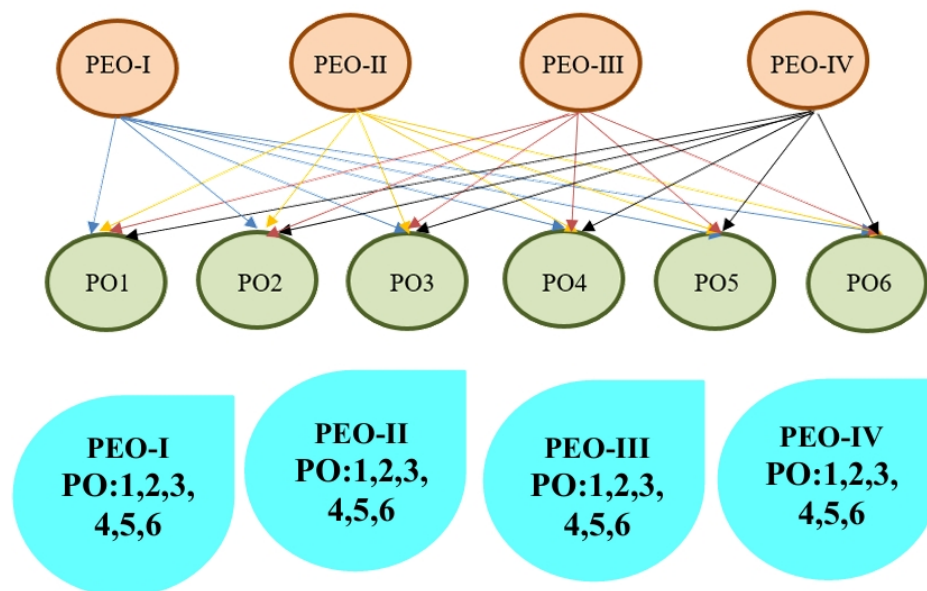 PEO-I
PEO-II
PEO-III
PEO-IV
PO1
PO2
PO3
PO4
PO5
PO6
PEO-I
PO:1,2,3,
4,5,6
PEO-II
PO:1,2,3,
4,5,6
PEO-III
PO:1,2,3,
4,5,6
PEO-IV
PO:1,2,3,
4,5,6